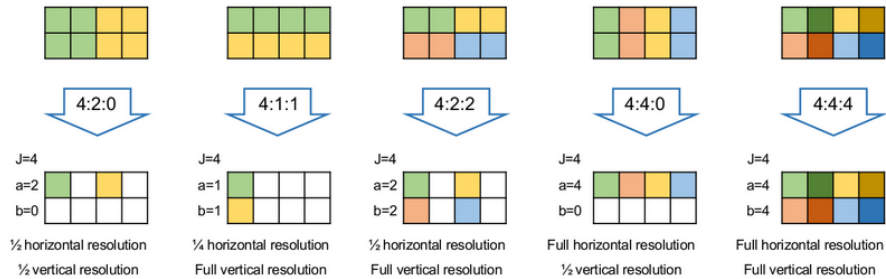 4:2:0 4:1:1 4:2:2 4:4:0 4:4:4
J=4 J=4 J=4 J=4 J=4
a=2 a=1 a=2 a=4 a=4
b=0 b=1 b=2 b=0 b=4
½ horizontal resolution ¼ horizontal resolution ½ horizontal resolution Full horizontal resolution Full horizontal resolution
½ vertical resolution Full vertical resolution Full vertical resolution ½ vertical resolution Full vertical resolution